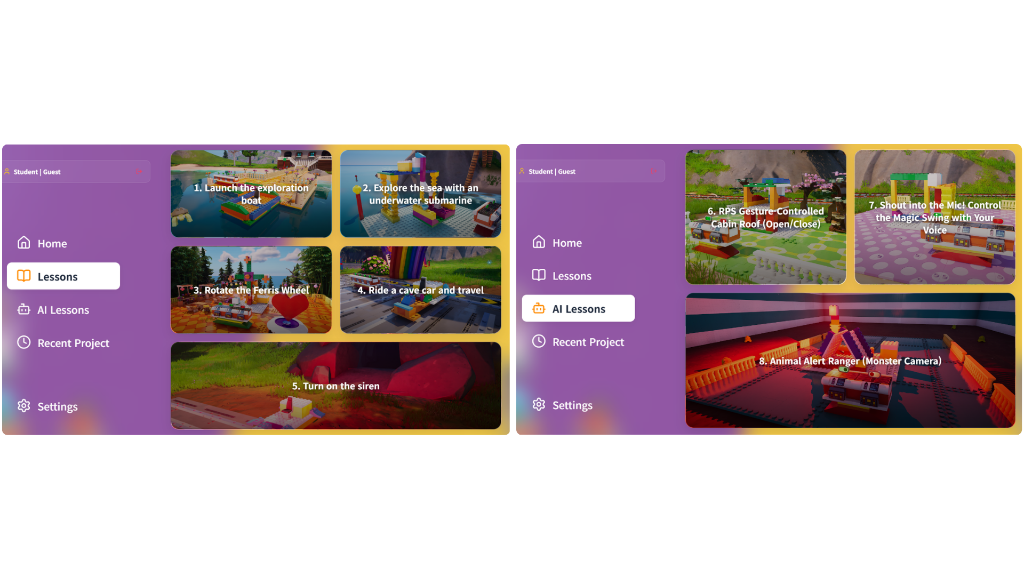 Student | Guest
Home
Lessons
AI Lessons
Recent Project
Settings
1. Launch the exploration
boat
2. Explore the sea with an
underwater submarine
3. Rotate the Ferris Wheel
4. Ride a cave car and travel
5. Turn on the siren
Student | Guest
Home
Lessons
AI Lessons
Recent Project
Settings
6. RPS Gesture-Controlled
Cabin Roof (Open/Close)
7. Shout into the Mic! Control
the Magic Swing with Your
Voice
8. Animal Alert Ranger (Monster Camera)